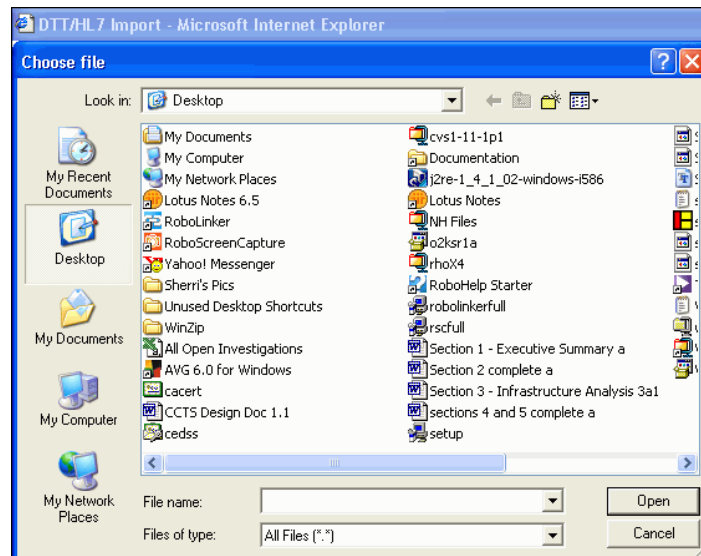 DTT/HL7 Import - Microsoft Internet Explorer
Choose file
Look in: Desktop
My Recent Documents
Desktop
My Documents
My Computer
My Network Places
My Documents
My Computer
My Network Places
Lotus Notes 6.5
RoboLinker
RoboScreenCapture
Yahoo! Messenger
Sherri's Pics
Unused Desktop Shortcuts
WinZip
All Open Investigations
AVG 6.0 for Windows
cacert
CCTS Design Doc 1.1
cedss
cvs1-11-1p1
Documentation
j2re-1_4_1_02-windows-i586
Lotus Notes
NH Files
o2ksr1a
rhoX4
RoboHelp Starter
robolinkerfull
rscfull
Section 1 - Executive Summary a
Section 2 complete a
Section 3 - Infrastructure Analysis 3a1
sections 4 and 5 complete a
setup
File name:
Open
Files of type: All Files (*.*)
Cancel